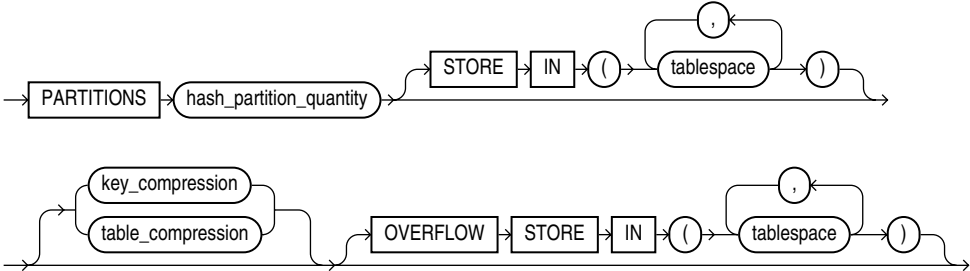 ,
PARTITIONS hash_partition_quantity STORE IN ( tablespace )
,
key_compression
table_compression OVERFLOW STORE IN ( tablespace )